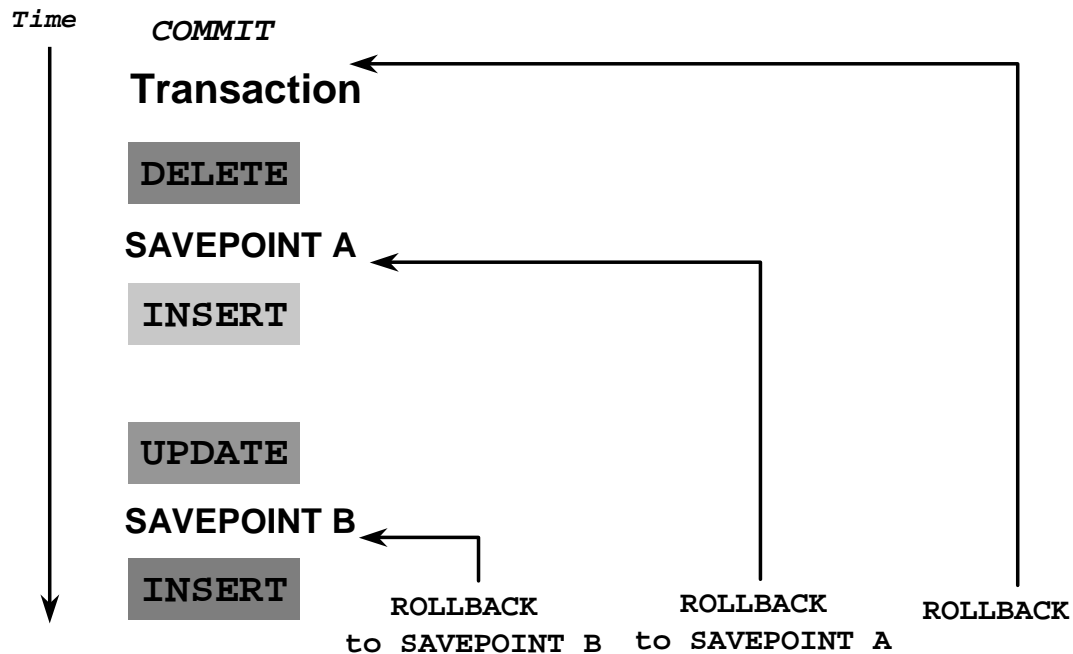 Time
COMMIT
Transaction
DELETE
SAVEPOINT A
INSERT
UPDATE
SAVEPOINT B
INSERT
ROLLBACK
to SAVEPOINT B
ROLLBACK
to SAVEPOINT A
ROLLBACK